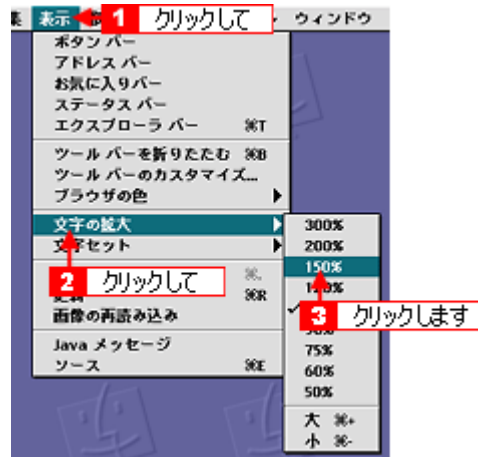 集 表示 1 クリックして ウィンドウ
ボタン バー
アドレス バー
お気に入りバー
ステータス バー
エクスプローラ バー ⌘T
ツール バーを折りたたむ ⌘B
ツール バーのカスタマイズ...
ブラウザの色
文字の拡大
文字セット
300%
200%
150%
2 クリックして
⌘.
更新 ⌘R
3 クリックします
画像の再読み込み
75%
Java メッセージ
60%
ソース ⌘E
50%
大 ⌘+
小 ⌘-